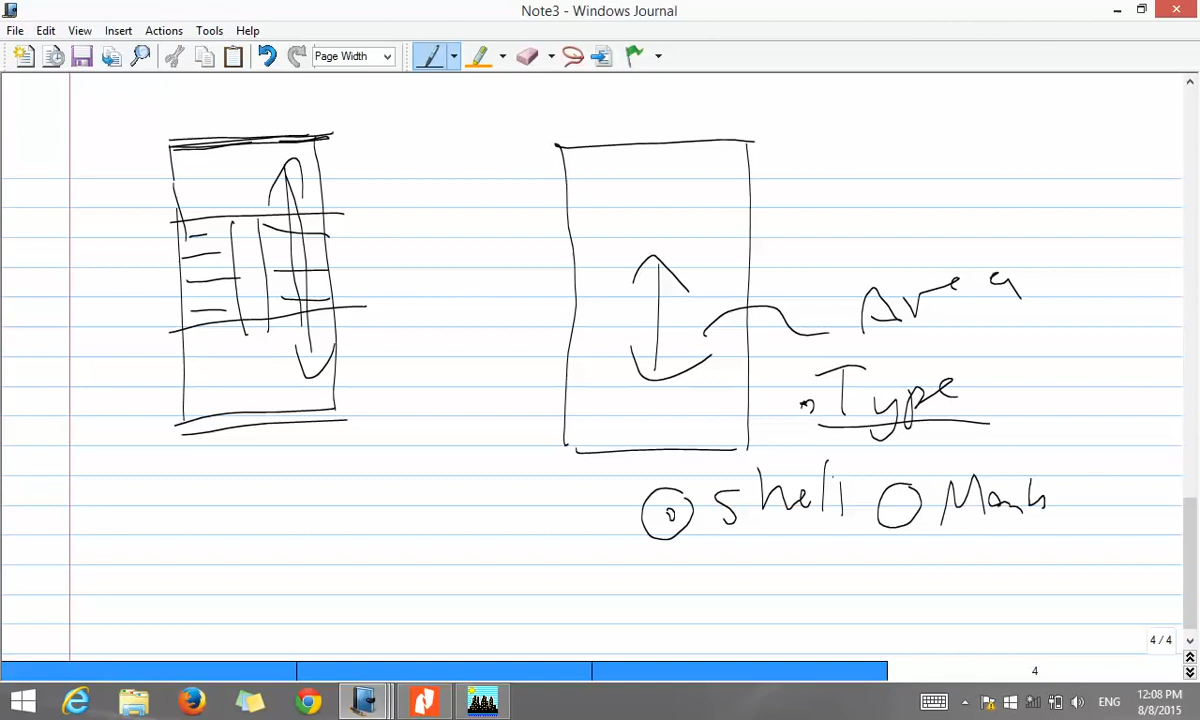 Note3 - Windows Journal
File Edit View Insert Actions Tools Help
Page Width
Area
Type
Shell
4 / 4
4
ENG
12:08 PM
8/8/2015